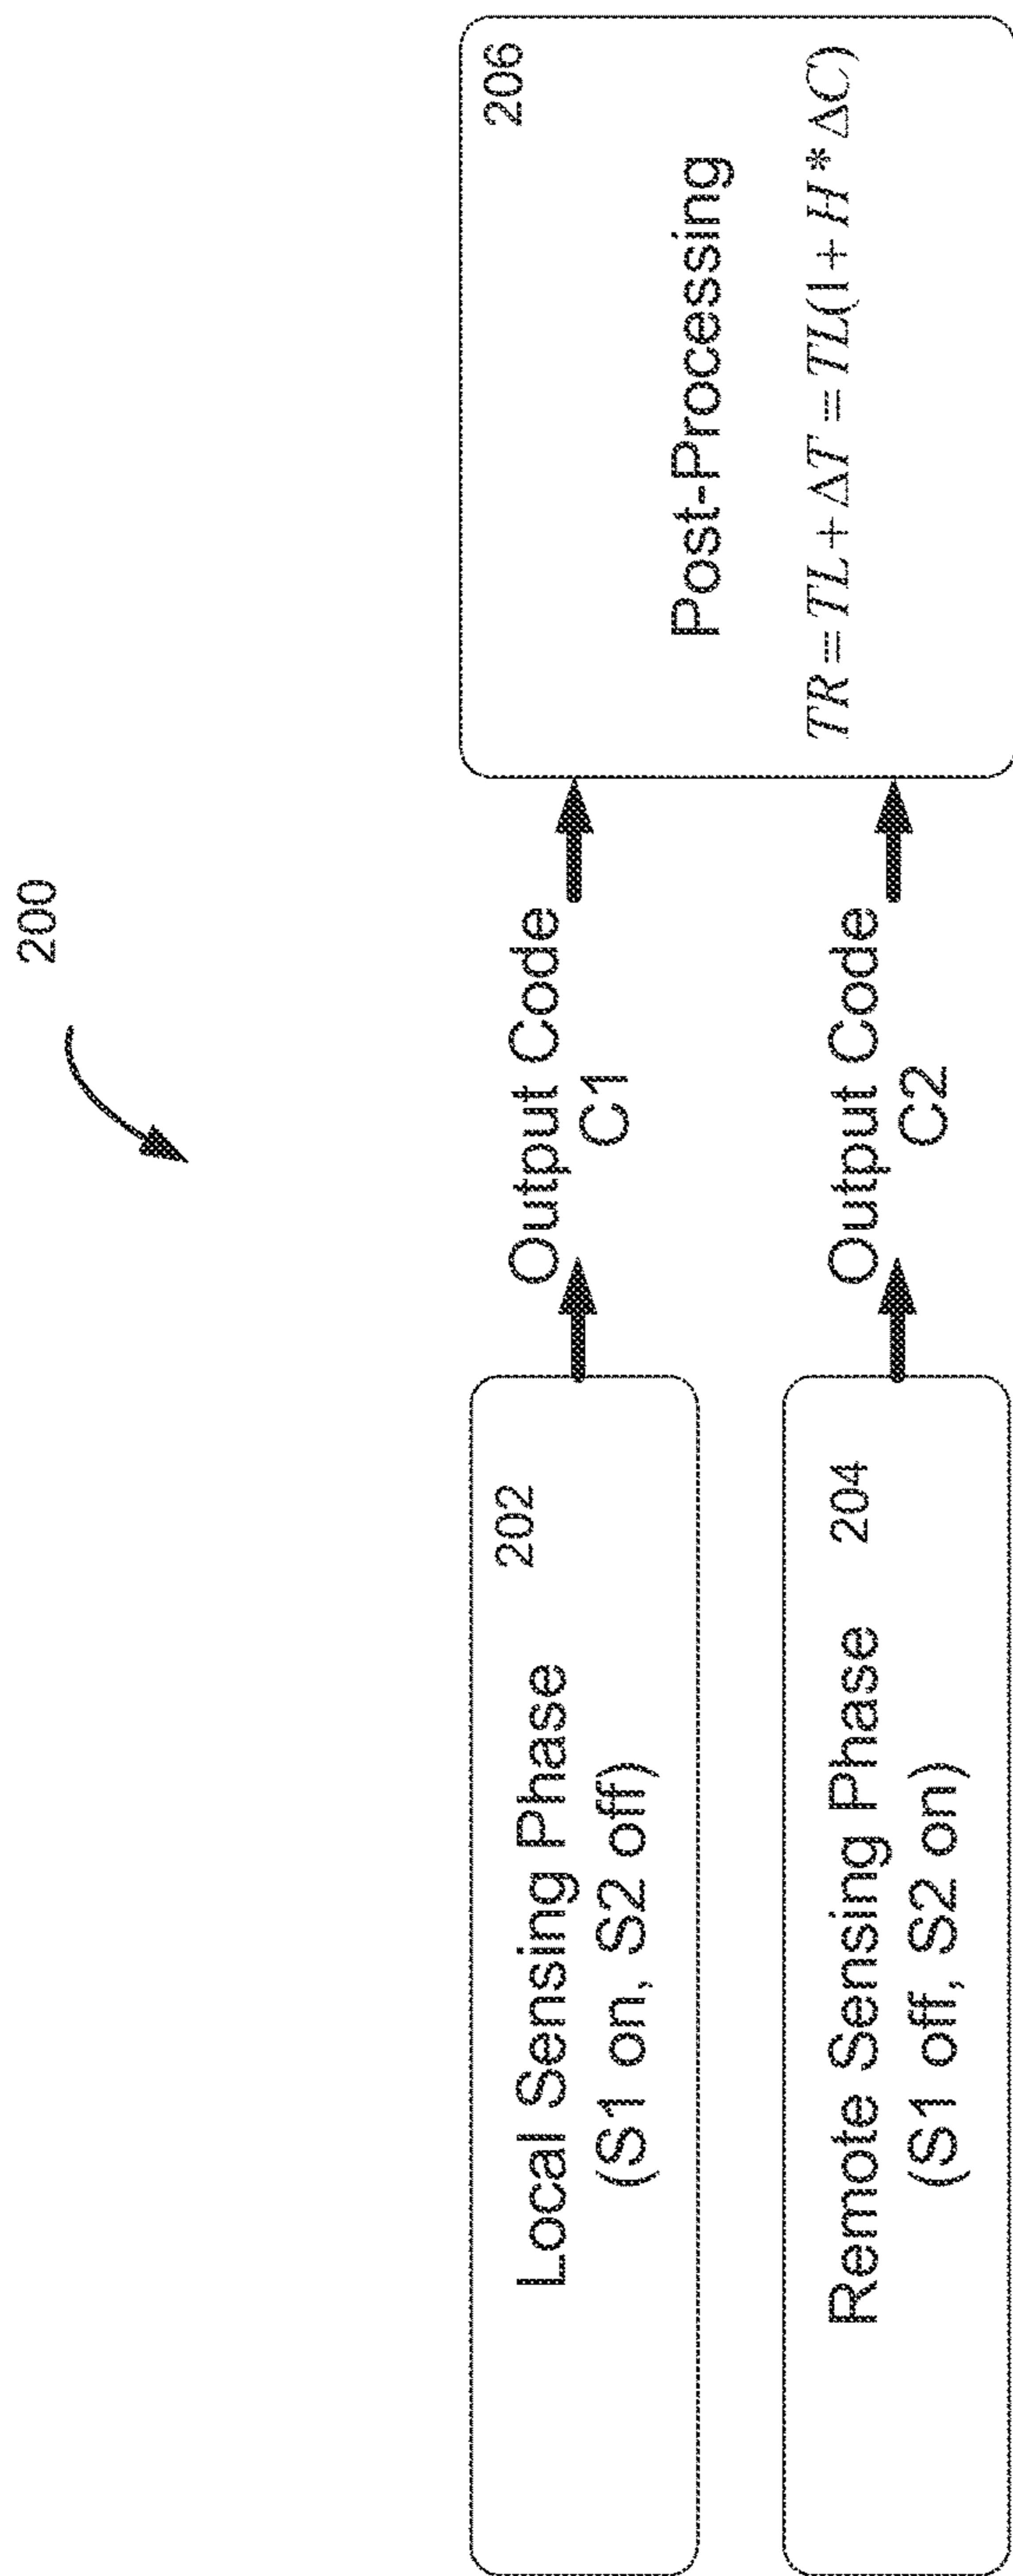 200
Local Sensing Phase
(S1 on, S2 off)
202
Output Code
C1
Remote Sensing Phase
(S1 off, S2 on)
204
Output Code
C2
206
Post-Processing
TR = TL + ΔT = TL(1 + H * ΔC)